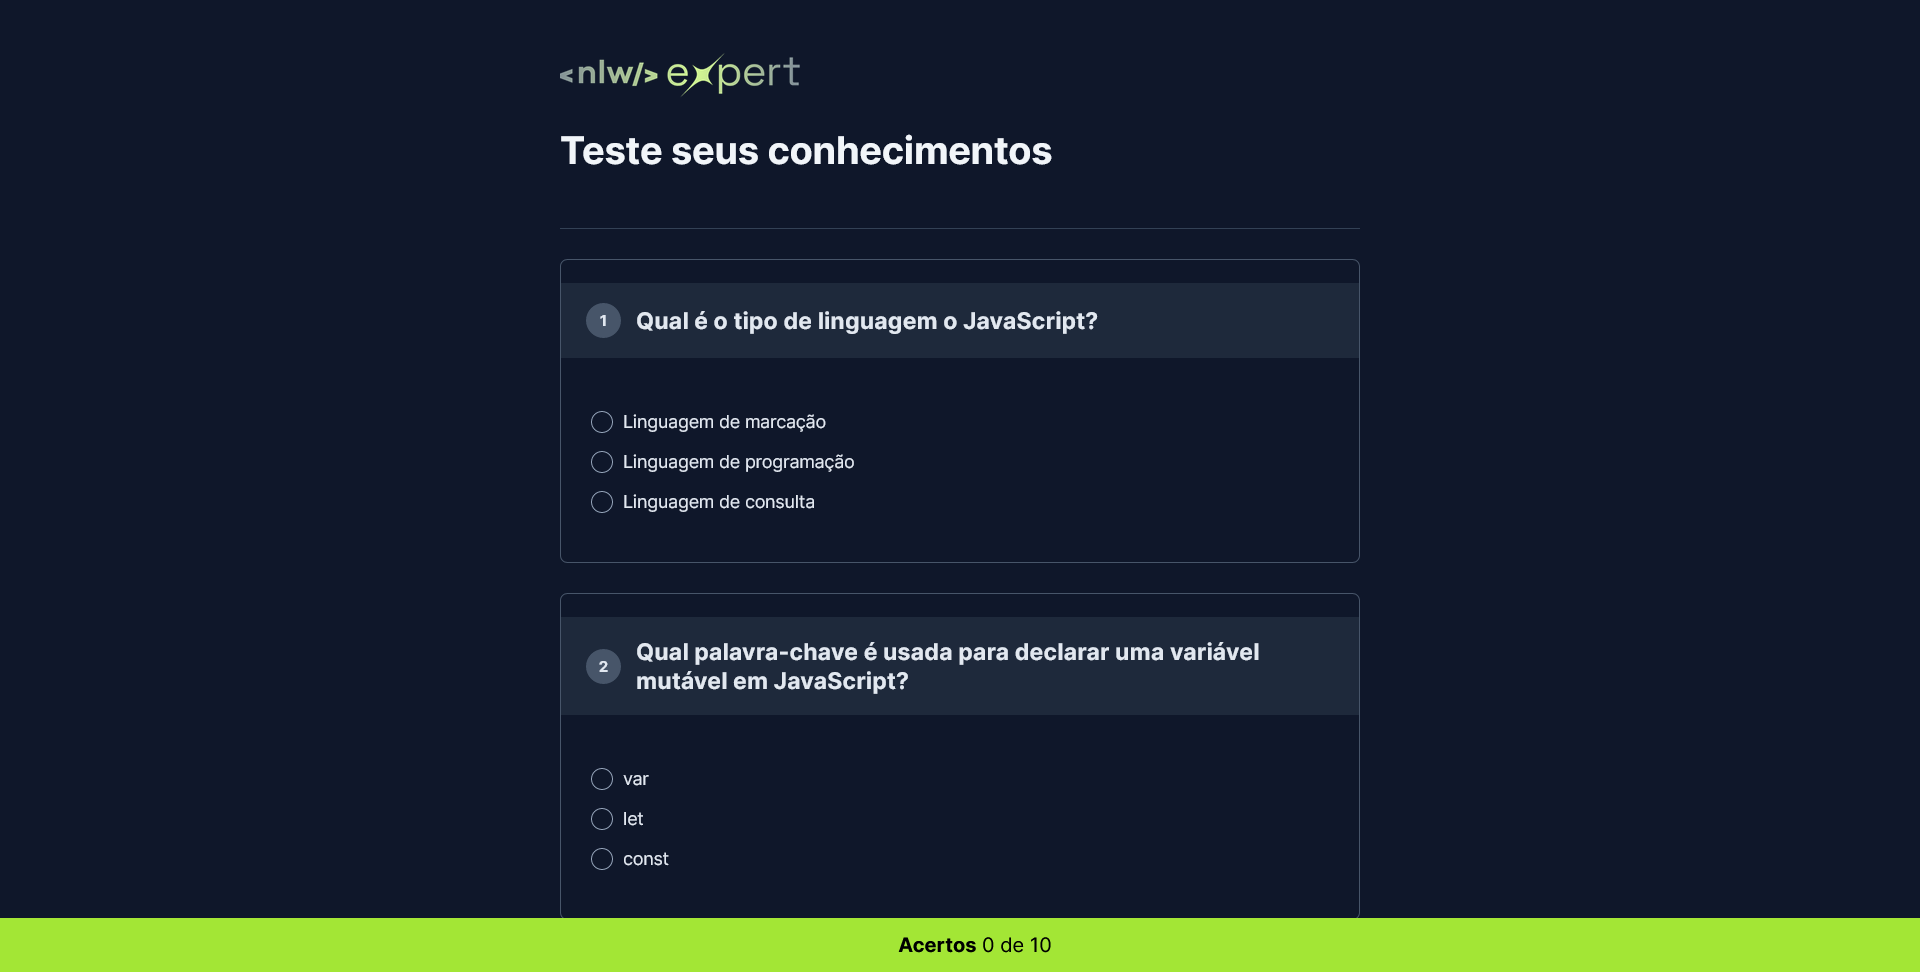 <nlw/> expert
Teste seus conhecimentos
1 Qual é o tipo de linguagem o JavaScript?
Linguagem de marcação
Linguagem de programação
Linguagem de consulta
2 Qual palavra-chave é usada para declarar uma variável
mutável em JavaScript?
var
let
const
Acertos 0 de 10